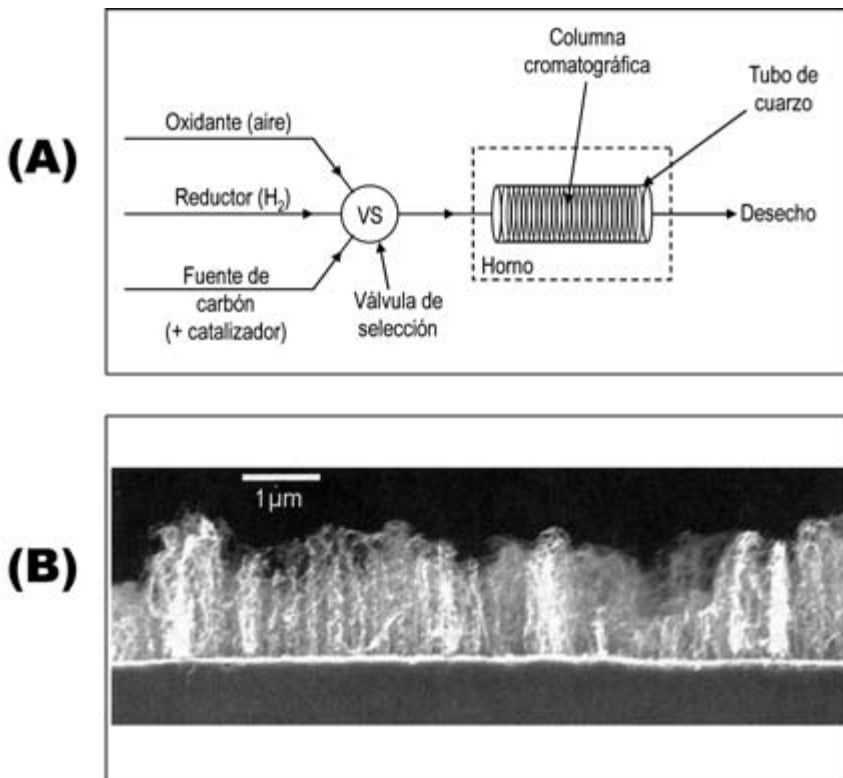 (A)
Columna
cromatográfica
Tubo de
cuarzo
Oxidante (aire)
Reductor (H₂)
VS
Desecho
Horno
Fuente de
carbón
(+ catalizador)
Válvula de
selección
(B)
1 µm